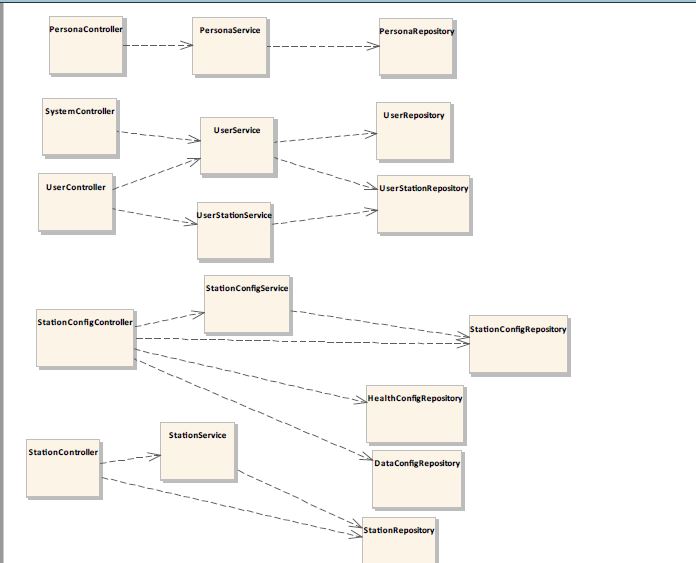 PersonaController
PersonaService
PersonaRepository
SystemController
UserService
UserRepository
UserController
UserStationService
UserStationRepository
StationConfigService
StationConfigController
StationConfigRepository
HealthConfigRepository
StationService
StationController
DataConfigRepository
StationRepository